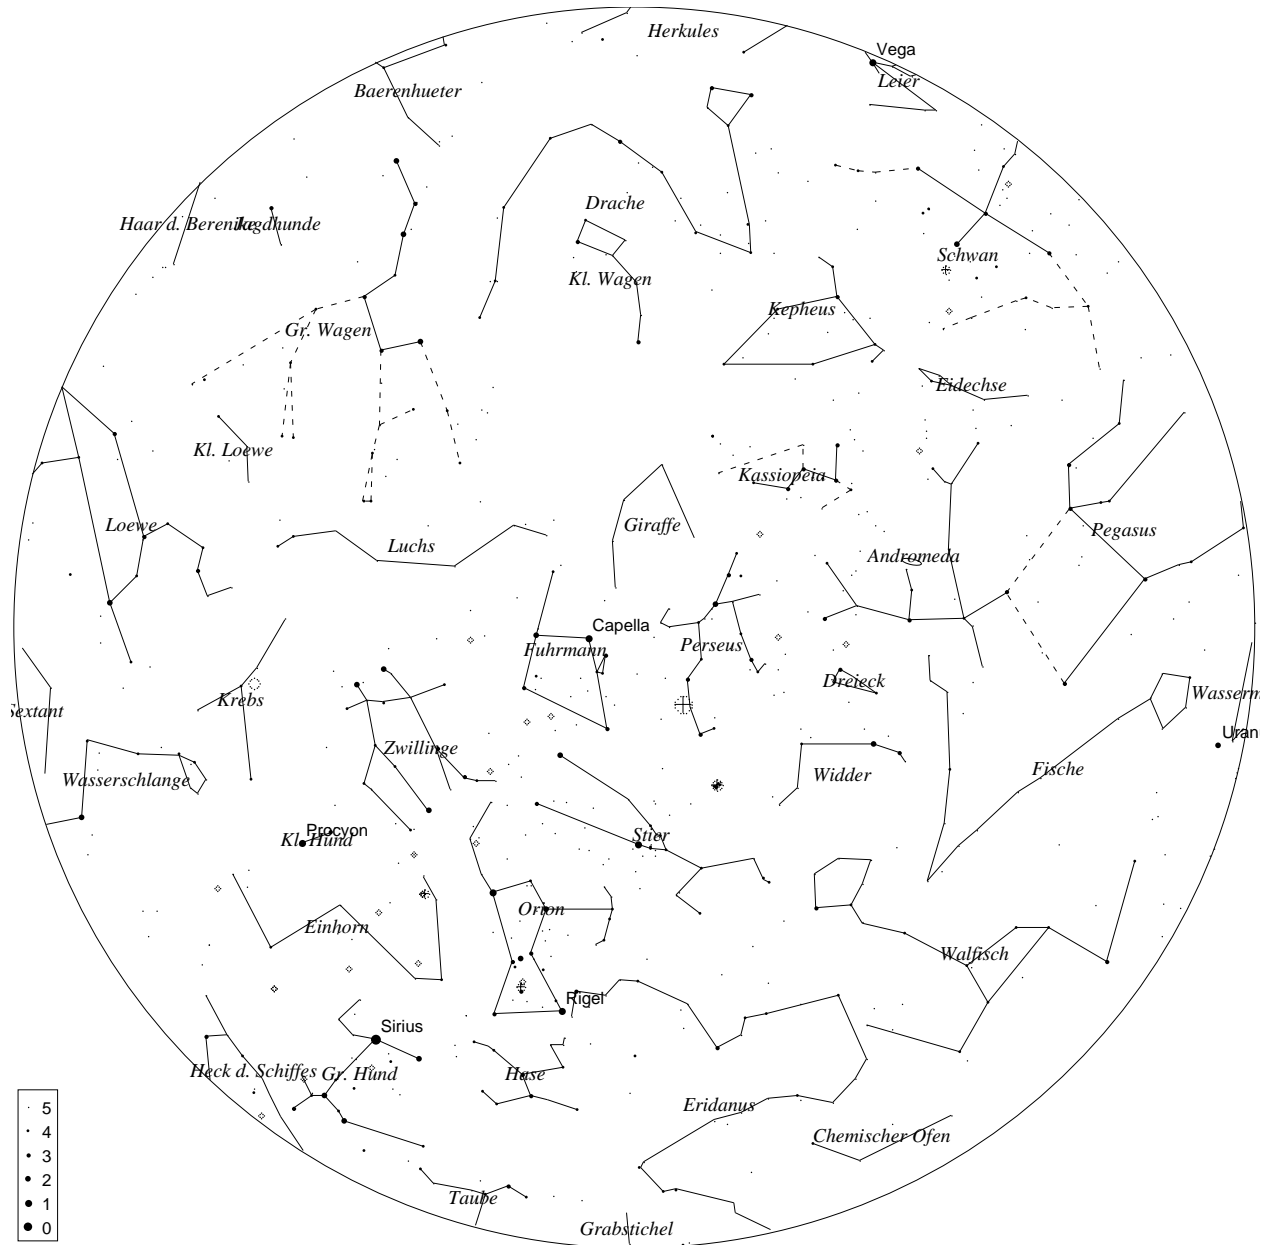 Herkules
Vega
Leier
Baerenhueter
Drache
Haar d. Berenike
Jagdhunde
Schwan
Kl. Wagen
Kepheus
Gr. Wagen
Eidechse
Kl. Loewe
Kassiopeia
Loewe
Giraffe
Pegasus
Luchs
Andromeda
Capella
Fuhrmann
Perseus
Dreieck
Krebs
Wasserm
Sextant
Uran
Zwillinge
Wasserschlange
Widder
Fische
Procyon
Kl. Hund
Stier
Orion
Einhorn
Walfisch
Rigel
Sirius
Heck d. Schiffes
Gr. Hund
Hase
Eridanus
5
4
3
2
1
0
Chemischer Ofen
Taube
Grabstichel